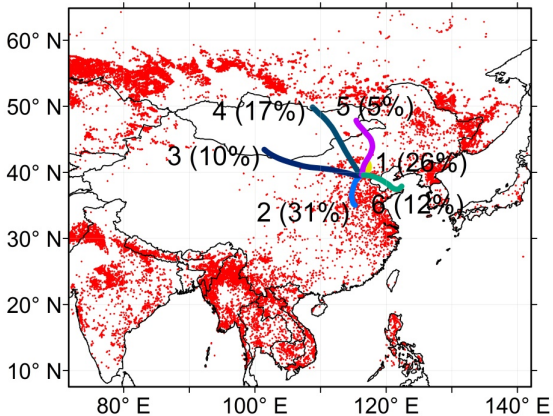 60° N
50° N
40° N
30° N
20° N
10° N
4 (17%)
5 (5%)
3 (10%)
1 (26%)
2 (31%)
6 (12%)
80° E
100° E
120° E
140° E